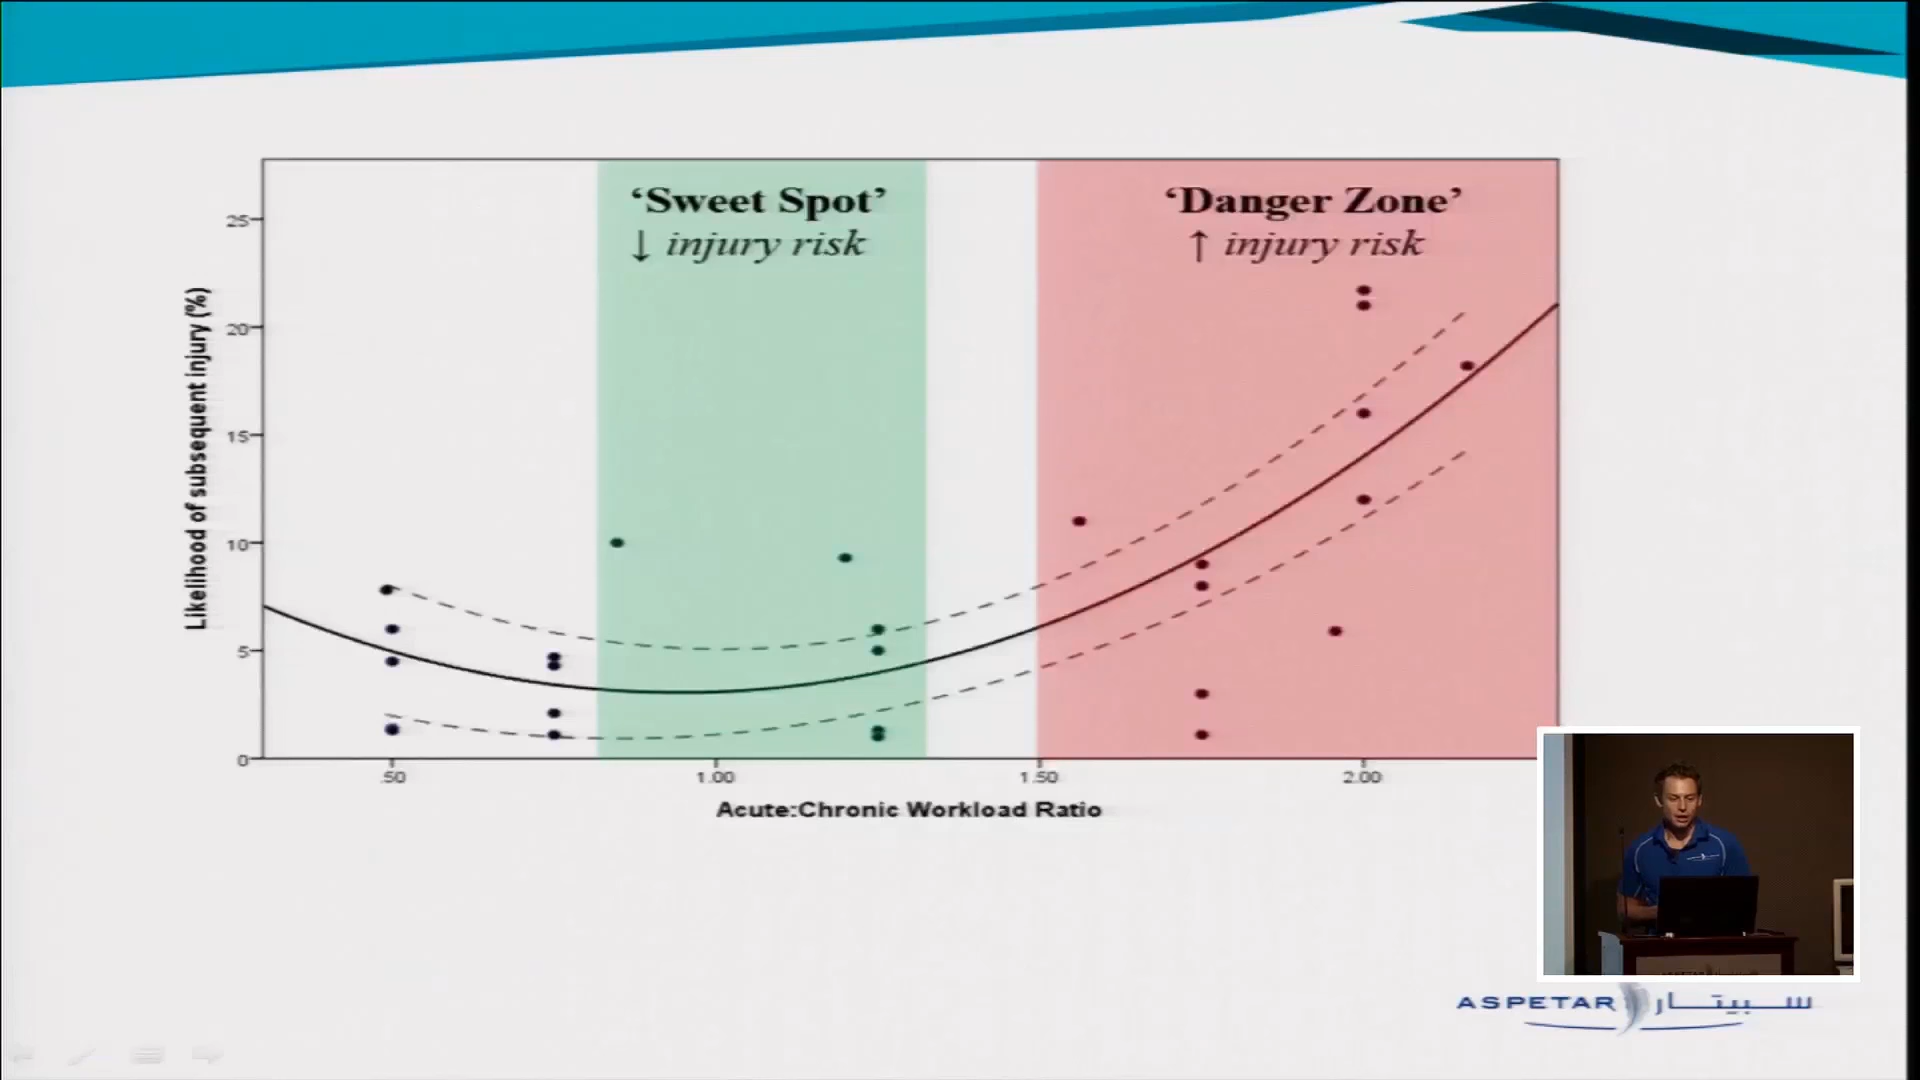 ‘Sweet Spot’
↓ injury risk
‘Danger Zone’
↑ injury risk
25
20
15
10
5
0
Likelihood of subsequent injury (%)
.50
1.00
1.50
2.00
Acute:Chronic Workload Ratio
ASPETAR سبيتار